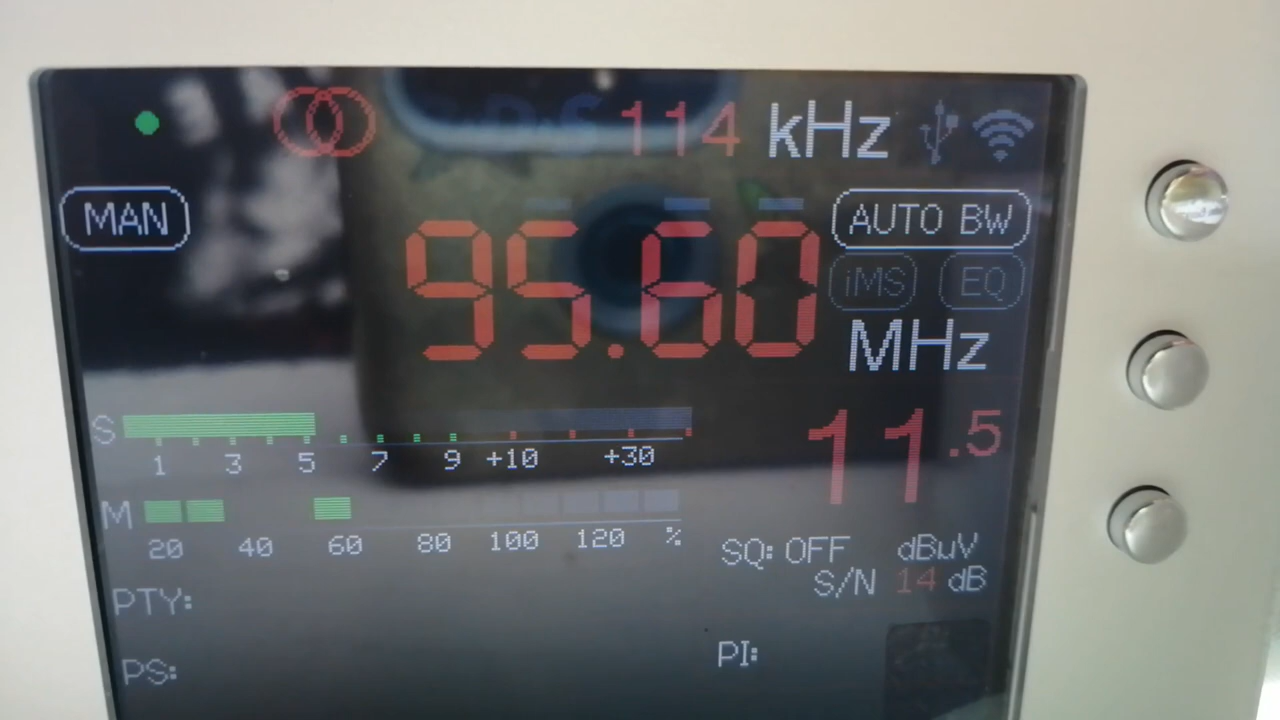 R·D·S 114 kHz
MAN 95.60 AUTO BW
iMS EQ
MHz
S 11.5
1 3 5 7 9 +10 +30
M
20 40 60 80 100 120 %
SQ: OFF dBuV
S/N 14 dB
PTY:
PS: PI: